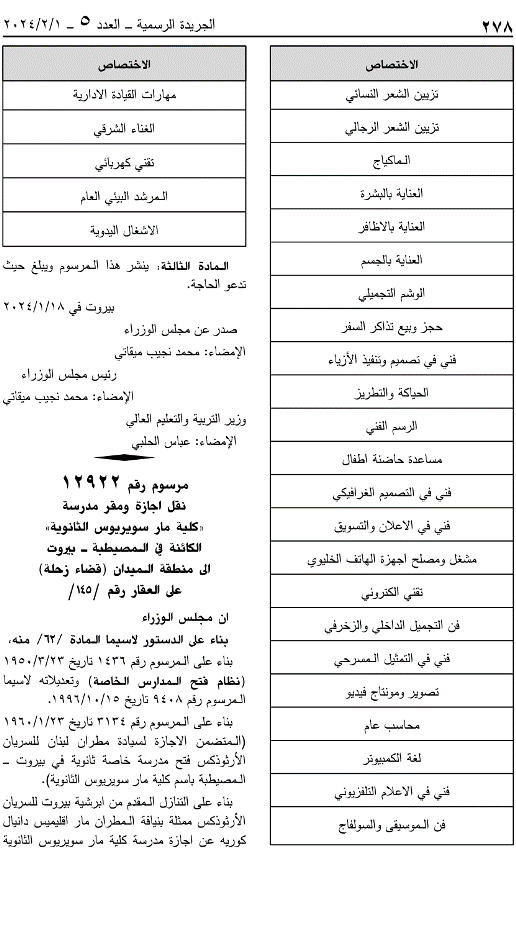 ٢٧٨
الجريدة الرسمية ــ العدد ٥ ــ ٢٠٢٤/٢/١
الاختصاص
تزيين الشعر النسائي
تزيين الشعر الرجالي
الماكياج
العناية بالبشرة
العناية بالاظافر
العناية بالجسم
الوشم التجميلي
حجز وبيع تذاكر السفر
فني في تصميم وتنفيذ الأزياء
الحياكة والتطريز
الرسم الفني
مساعدة حاضنة اطفال
فني في التصميم الغرافيكي
فني في الاعلان والتسويق
مشغل ومصلح اجهزة الهاتف الخليوي
تقني الكتروني
فن التجميل الداخلي والزخرفي
فني في التمثيل المسرحي
تصوير ومونتاج فيديو
محاسب عام
لغة الكمبيوتر
فني في الاعلام التلفزيوني
فن الموسيقى والسولفاج
الاختصاص
مهارات القيادة الادارية
الغناء الشرقي
تقني كهربائي
المرشد البيئي العام
الاشغال اليدوية
المادة الثالثة: ينشر هذا المرسوم ويبلغ حيث
تدعو الحاجة.
بيروت في ٢٠٢٤/١/١٨
صدر عن مجلس الوزراء
الإمضاء: محمد نجيب ميقاتي
رئيس مجلس الوزراء
الإمضاء: محمد نجيب ميقاتي
وزير التربية والتعليم العالي
الإمضاء: عباس الحلبي
مرسوم رقم ١٢٩٢٢
نقل اجازة ومقر مدرسة
«كلية مار سويريوس الثانوية»
الكائنة في المصيطبة ــ بيروت
الى منطقة الميدان (قضاء زحلة)
على العقار رقم /١٤٥/
ان مجلس الوزراء
بناء على الدستور لاسيما المادة /٦٢/ منه،
بناء على المرسوم رقم ١٤٣٦ تاريخ ١٩٥٠/٣/٢٣
(نظام فتح المدارس الخاصة) وتعديلاته لاسيما
المرسوم رقم ٩٤٠٨ تاريخ ١٩٩٦/١٠/١٥.
بناء على المرسوم رقم ٣١٣٤ تاريخ ١٩٦٠/١/٢٣
(المتضمن الاجازة لسيادة مطران لبنان للسريان
الأرثوذكس فتح مدرسة خاصة ثانوية في بيروت ــ
المصيطبة باسم كلية مار سويريوس الثانوية).
بناء على التنازل المقدم من ابرشية بيروت للسريان
الأرثوذكس ممثلة بنيافة المطران مار اقليميس دانيال
كوريه عن اجازة مدرسة كلية مار سويريوس الثانوية